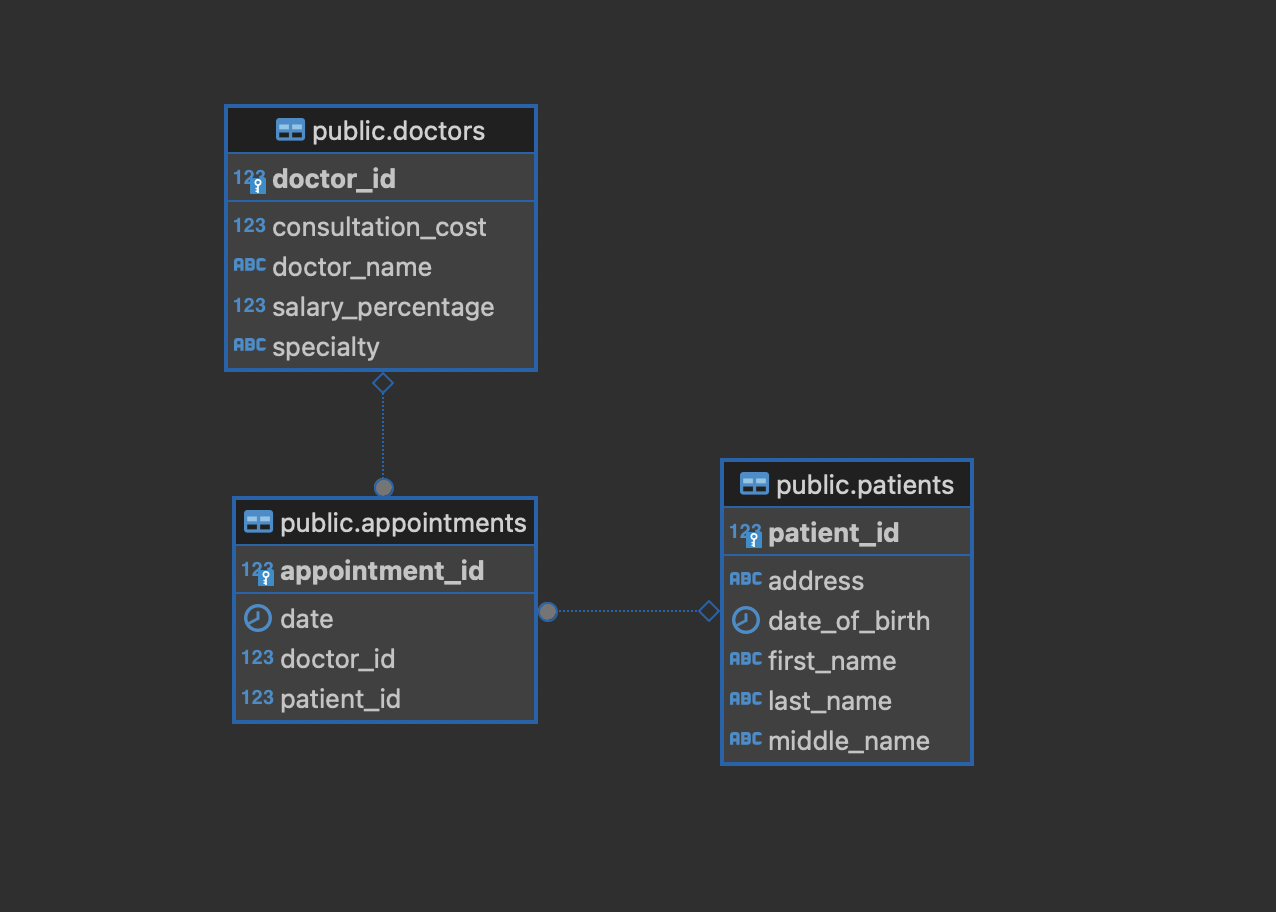 public.doctors
123 doctor_id
123 consultation_cost
ABC doctor_name
123 salary_percentage
ABC specialty
public.appointments
123 appointment_id
date
123 doctor_id
123 patient_id
public.patients
123 patient_id
ABC address
date_of_birth
ABC first_name
ABC last_name
ABC middle_name